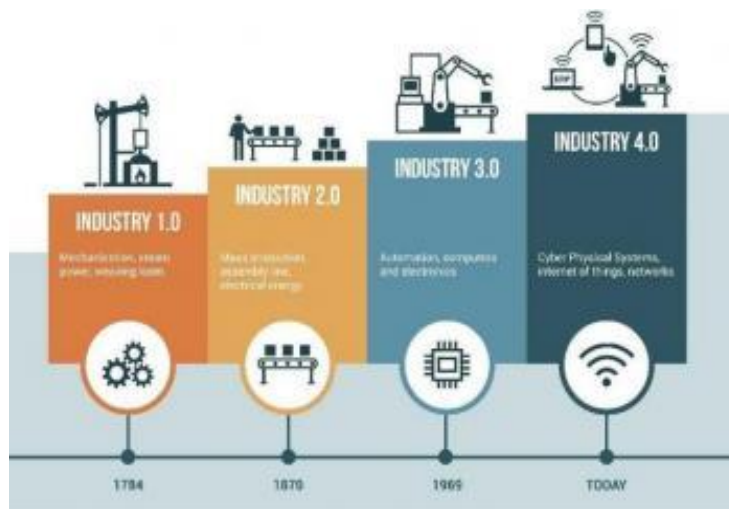 INDUSTRY 1.0
Mechanization, steam
power, weaving loom
1784
INDUSTRY 2.0
Mass production,
assembly line,
electrical energy
1870
INDUSTRY 3.0
Automation, computers
and electronics
1969
INDUSTRY 4.0
Cyber Physical Systems,
internet of things, networks
TODAY